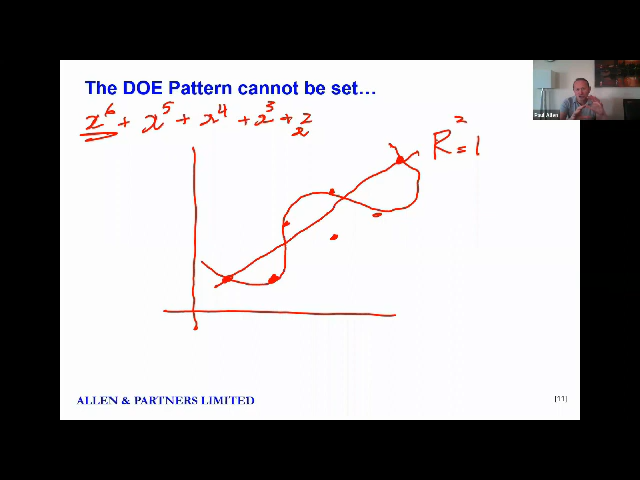 The DOE Pattern cannot be set…
x⁶ + x⁵ + x⁴ + x³ + x²
R² = 1
Paul Allen
ALLEN & PARTNERS LIMITED
[11]